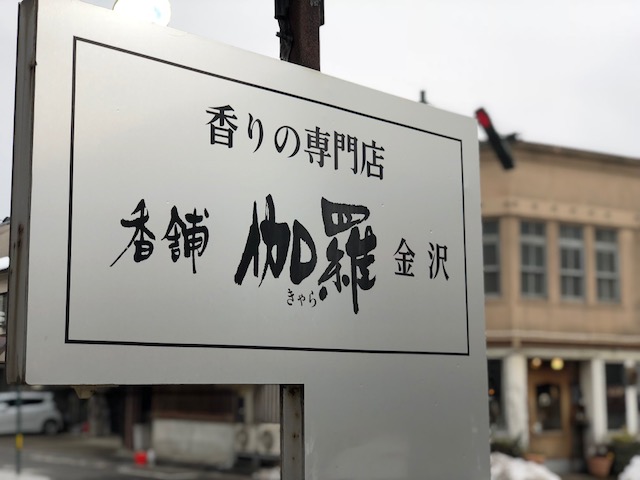 香りの専門店
香舗 伽羅 金沢
きゃら